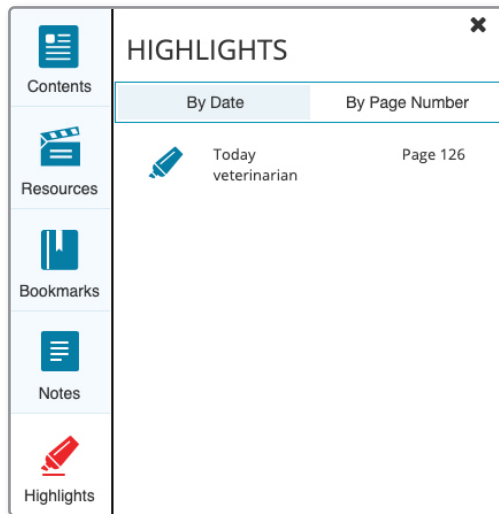 Contents
Resources
Bookmarks
Notes
Highlights
HIGHLIGHTS
By Date By Page Number
Today Page 126
veterinarian